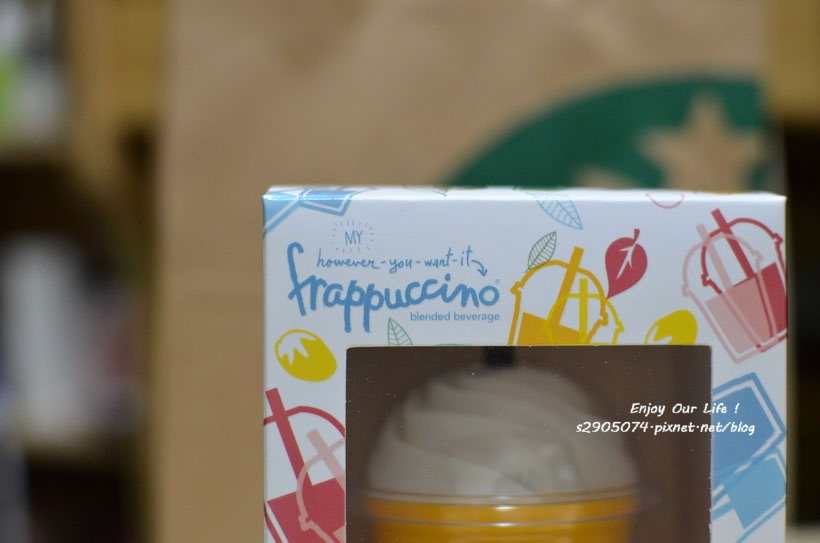 MY
however-you-want-it
frappuccino®
blended beverage
Enjoy Our Life !
s2905074.pixnet.net/blog